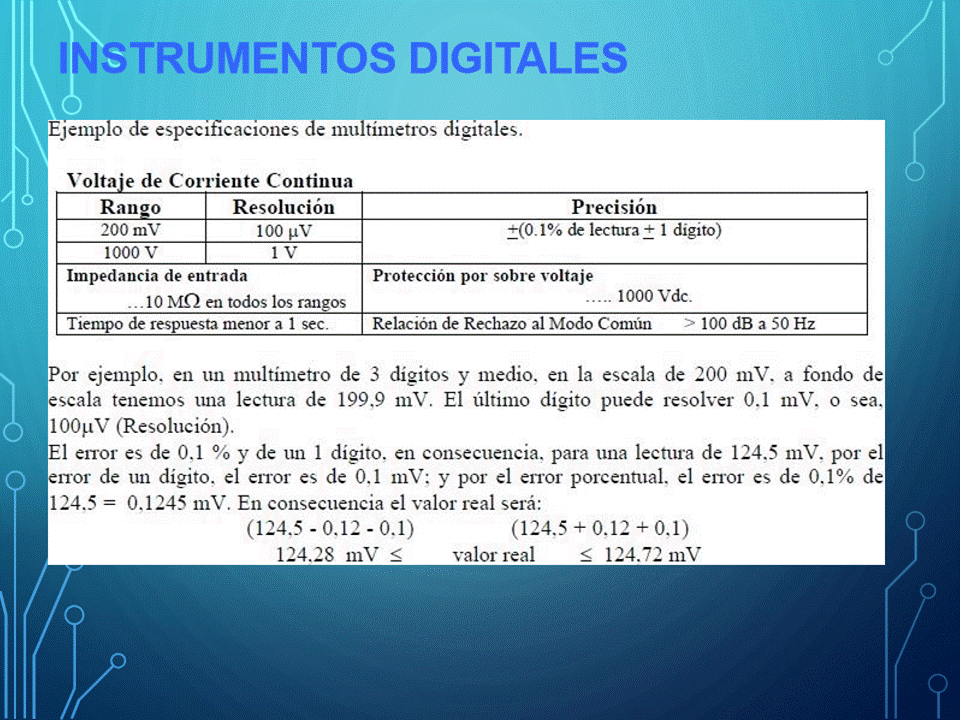 INSTRUMENTOS DIGITALES
Ejemplo de especificaciones de multímetros digitales.
Voltaje de Corriente Continua
Rango Resolución Precisión
200 mV 100 µV ±(0.1% de lectura ± 1 dígito)
1000 V 1 V
Impedancia de entrada Protección por sobre voltaje
…10 MΩ en todos los rangos ….. 1000 Vdc.
Tiempo de respuesta menor a 1 sec. Relación de Rechazo al Modo Común > 100 dB a 50 Hz
Por ejemplo, en un multímetro de 3 dígitos y medio, en la escala de 200 mV, a fondo de
escala tenemos una lectura de 199,9 mV. El último dígito puede resolver 0,1 mV, o sea,
100µV (Resolución).
El error es de 0,1 % y de un 1 dígito, en consecuencia, para una lectura de 124,5 mV, por el
error de un dígito, el error es de 0,1 mV; y por el error porcentual, el error es de 0,1% de
124,5 = 0,1245 mV. En consecuencia el valor real será:
(124,5 - 0,12 - 0,1) (124,5 + 0,12 + 0,1)
124,28 mV ≤ valor real ≤ 124,72 mV